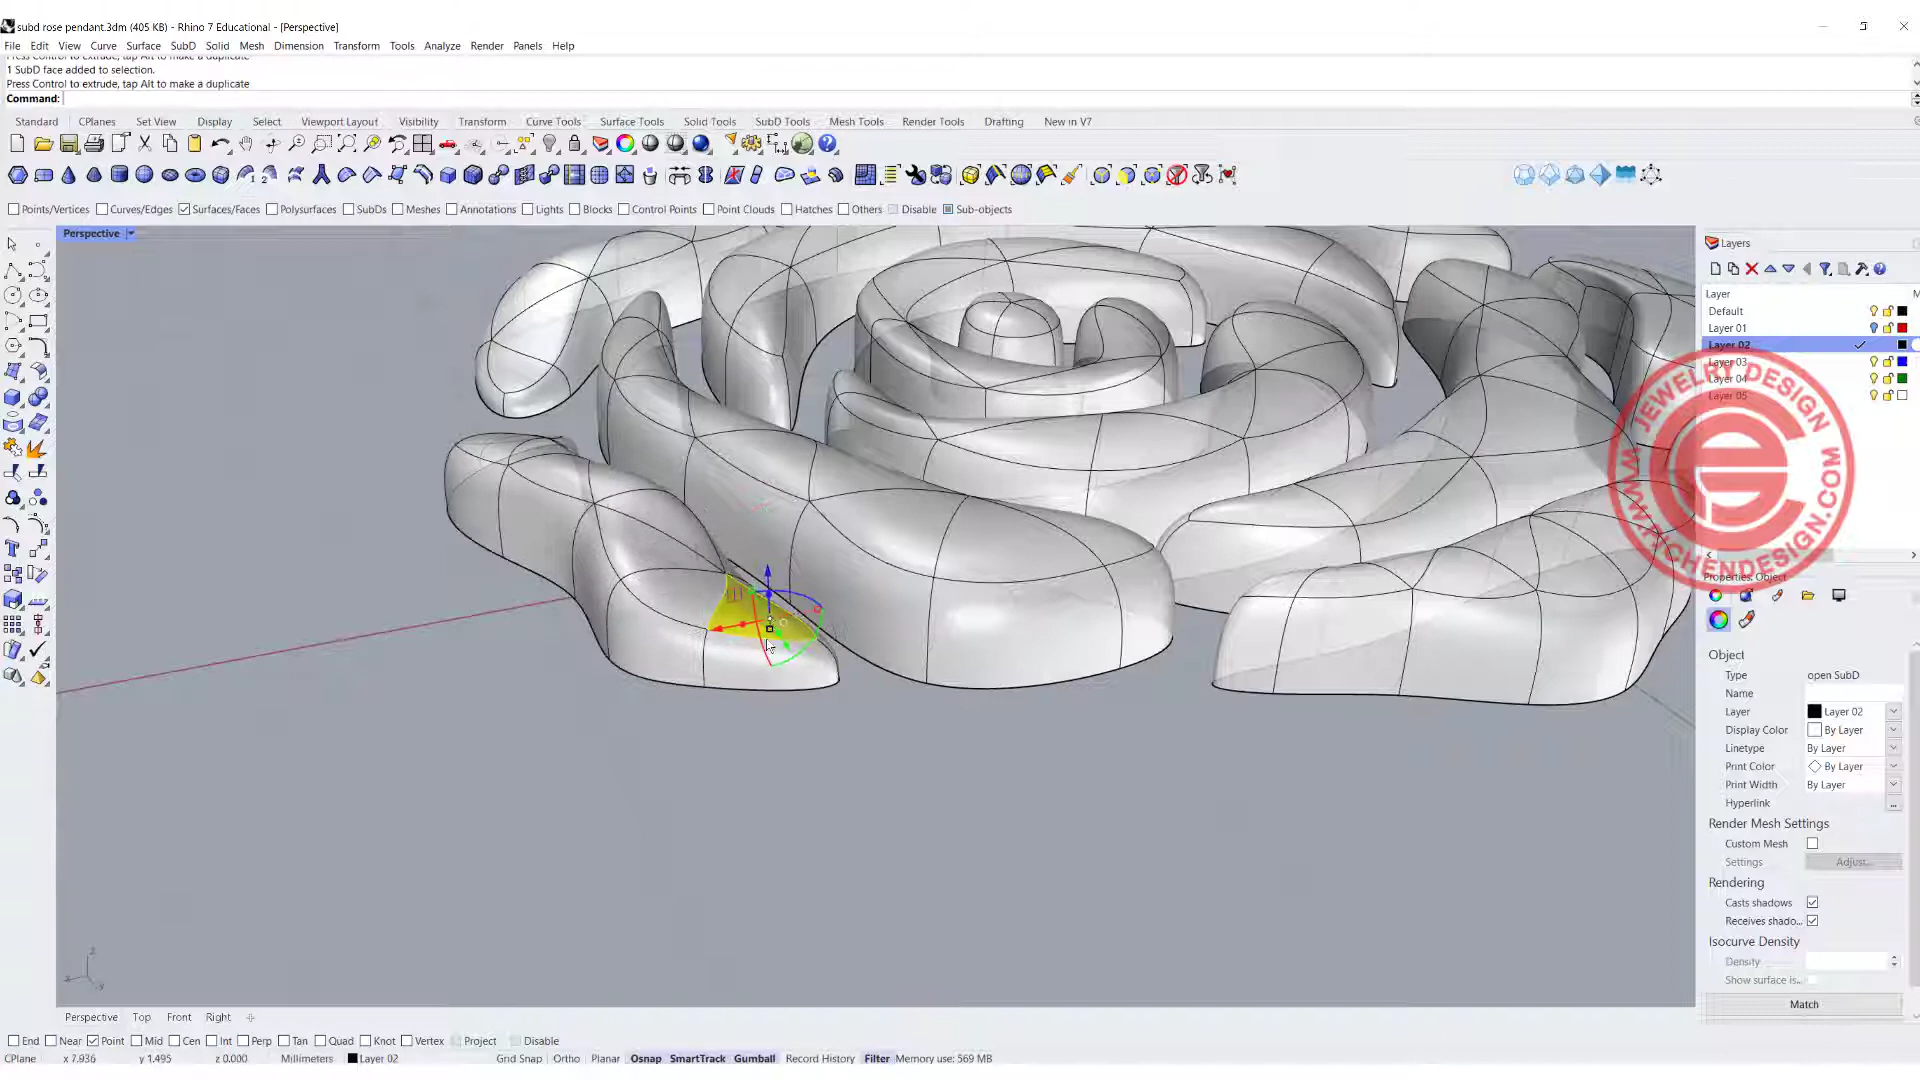 subd rose pendant.3dm (405 KB) - Rhino 7 Educational - [Perspective]
File Edit View Curve Surface SubD Solid Mesh Dimension Transform Tools Analyze Render Panels Help
Press Control to extrude, tap Alt to make a duplicate
1 SubD face added to selection.
Press Control to extrude, tap Alt to make a duplicate
Command:
Standard CPlanes Set View Display Select Viewport Layout Visibility Transform Curve Tools Surface Tools Solid Tools SubD Tools Mesh Tools Render Tools Drafting New in V7
Points/Vertices Curves/Edges Surfaces/Faces Polysurfaces SubDs Meshes Annotations Lights Blocks Control Points Point Clouds Hatches Others Disable Sub-objects
Perspective
Layers
Layer
Default
Layer 01
Layer 02
Layer 03
Layer 04
Layer 05
JEWELRY DESIGN
Properties: Object
Object
Type open SubD
Name
Layer Layer 02
Display Color By Layer
Linetype By Layer
Print Color By Layer
Print Width By Layer
Hyperlink ...
Render Mesh Settings
Custom Mesh
Settings Adjust...
Rendering
Casts shadows
Receives shado...
Isocurve Density
Density
Show surface is...
Match
z
x
y
Perspective Top Front Right
End Near Point Mid Cen Int Perp Tan Quad Knot Vertex Project Disable
CPlane x 7.936 y 1.495 z 0.000 Millimeters Layer 02 Grid Snap Ortho Planar Osnap SmartTrack Gumball Record History Filter Memory use: 569 MB